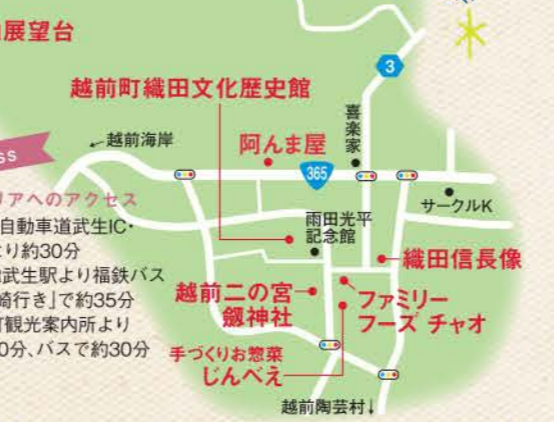 展望台
3
越前町織田文化歴史館
喜楽家
←越前海岸
阿んま屋
365
サークルK
リアへのアクセス
自動車道武生IC・
より約30分
武生駅より福鉄バス
崎行き」で約35分
町観光案内所より
0分、バスで約30分
雨田光平
記念館
織田信長像
越前二の宮
劔神社
ファミリー
フーズ チャオ
手づくりお惣菜
じんべえ
越前陶芸村↓